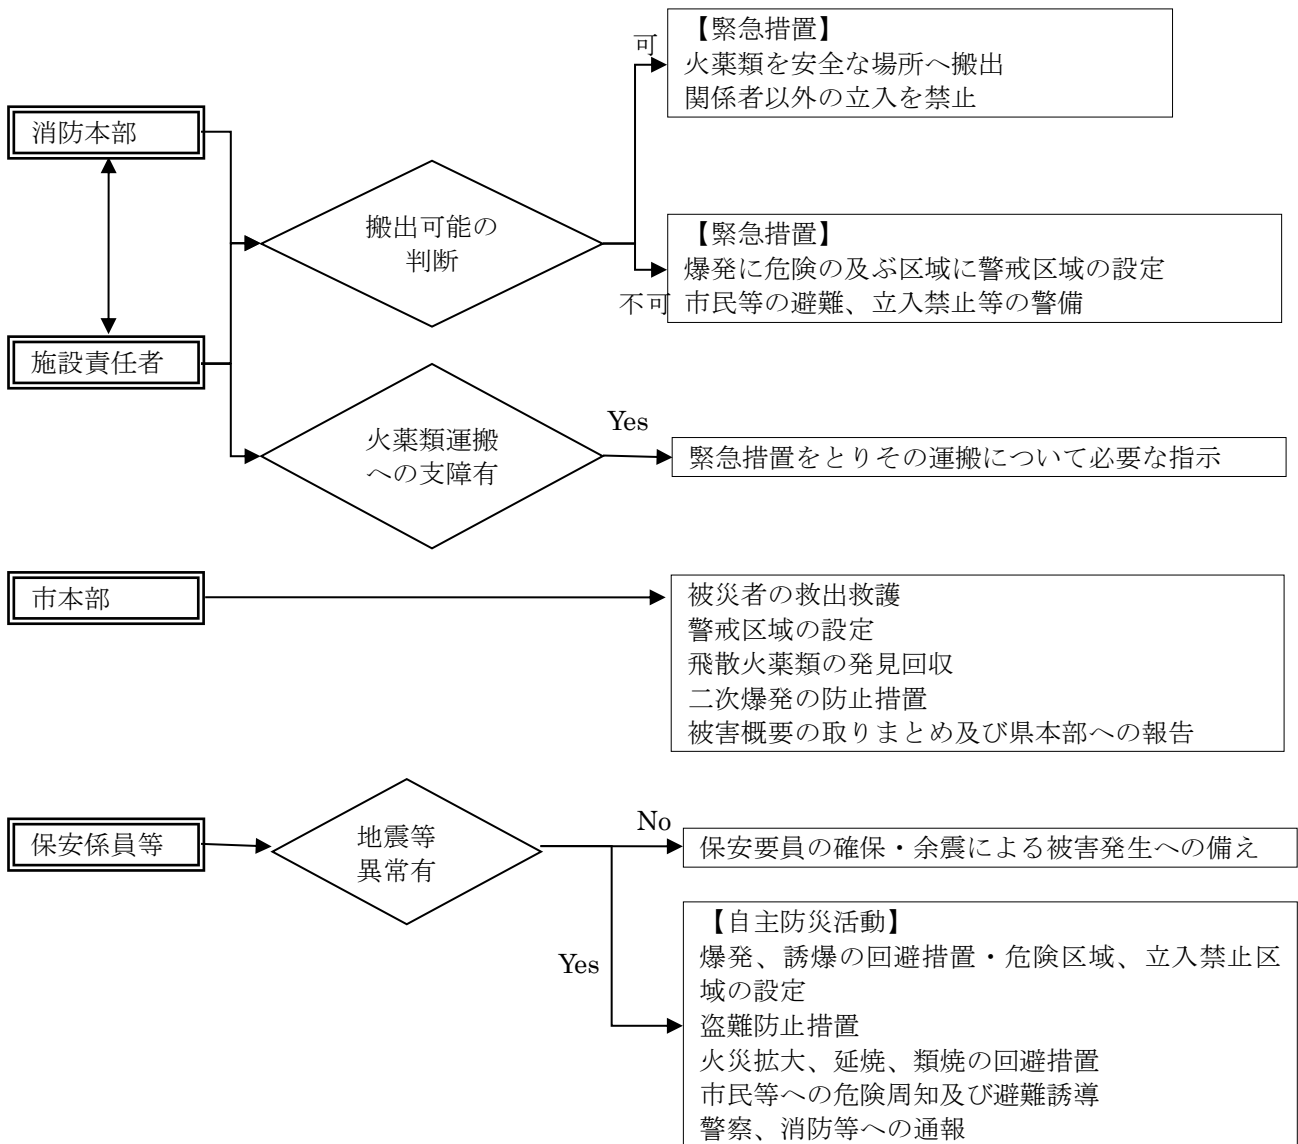 可
【緊急措置】
火薬類を安全な場所へ搬出
関係者以外の立入を禁止
消防本部
搬出可能の
判断
【緊急措置】
爆発に危険の及ぶ区域に警戒区域の設定
不可
市民等の避難、立入禁止等の警備
施設責任者
火薬類運搬
への支障有
Yes
緊急措置をとりその運搬について必要な指示
市本部
被災者の救出救護
警戒区域の設定
飛散火薬類の発見回収
二次爆発の防止措置
被害概要の取りまとめ及び県本部への報告
保安係員等
地震等
異常有
No
保安要員の確保・余震による被害発生への備え
Yes
【自主防災活動】
爆発、誘爆の回避措置・危険区域、立入禁止区
域の設定
盗難防止措置
火災拡大、延焼、類焼の回避措置
市民等への危険周知及び避難誘導
警察、消防等への通報